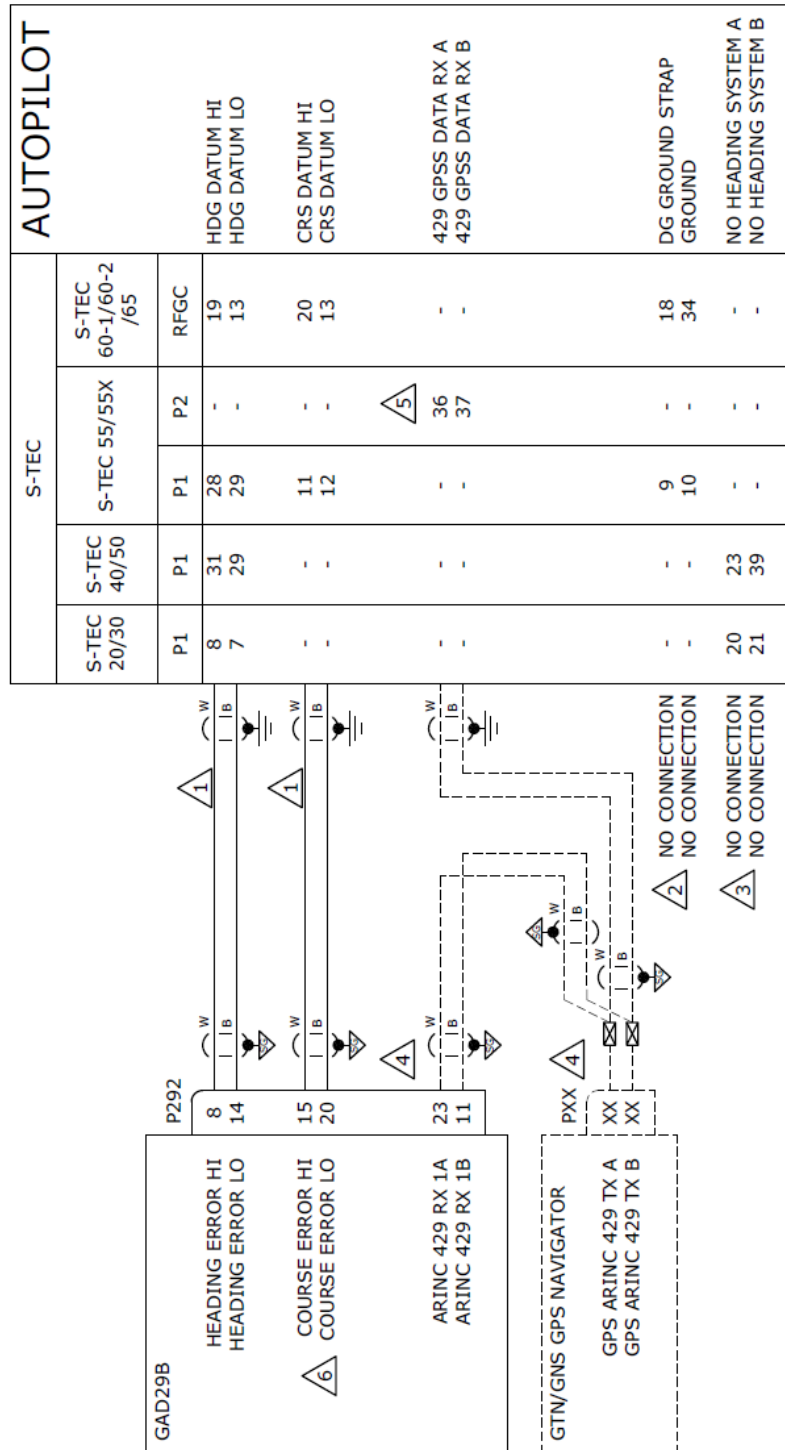 AUTOPILOT
S-TEC
S-TEC 20/30
S-TEC 40/50
S-TEC 55/55X
S-TEC 60-1/60-2 /65
P1
P1
P1
P2
RFGC
GAD29B
P292
HEADING ERROR HI 8 W 1 W 8 31 28 - 19 HDG DATUM HI
HEADING ERROR LO 14 B B 7 29 29 - 13 HDG DATUM LO
SG
6
COURSE ERROR HI 15 W 1 W - - 11 - 20 CRS DATUM HI
COURSE ERROR LO 20 B B - - 12 - 13 CRS DATUM LO
SG
4
5
ARINC 429 RX 1A 23 W W - - - 36 - 429 GPSS DATA RX A
ARINC 429 RX 1B 11 B B - - - 37 - 429 GPSS DATA RX B
SG
GTN/GNS GPS NAVIGATOR
PXX
4
SG
W
B
GPS ARINC 429 TX A XX W
GPS ARINC 429 TX B XX B
SG
2
NO CONNECTION - - 9 - 18 DG GROUND STRAP
NO CONNECTION - - 10 - 34 GROUND
3
NO CONNECTION 20 23 - - - NO HEADING SYSTEM A
NO CONNECTION 21 39 - - - NO HEADING SYSTEM B